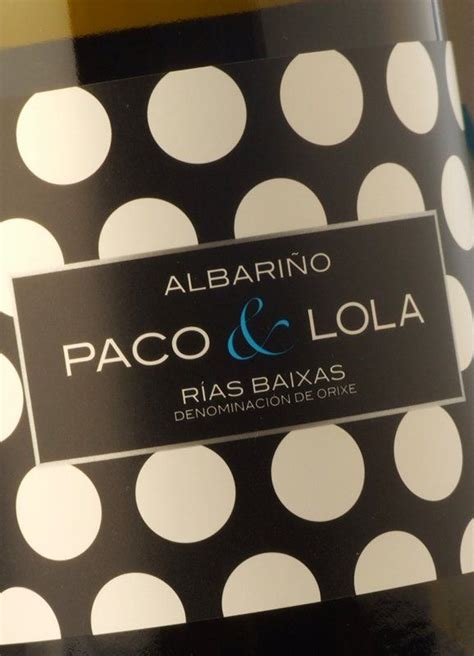 ALBARIÑO
PACO & LOLA
RÍAS BAIXAS
DENOMINACIÓN DE ORIXE